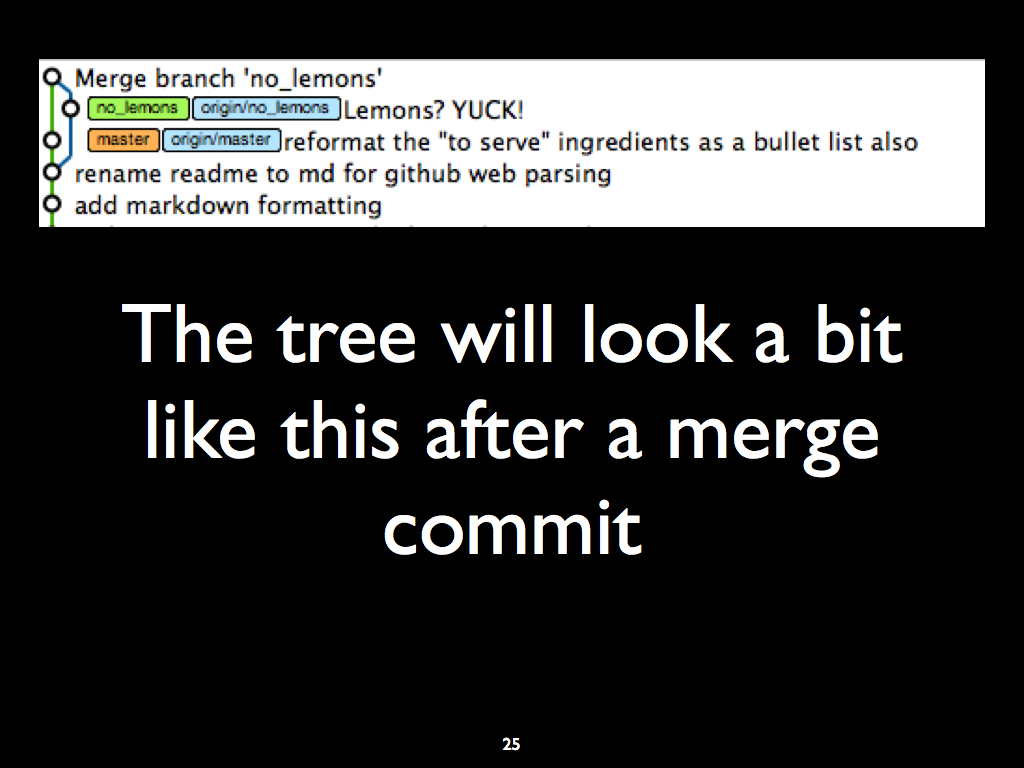 Merge branch 'no_lemons'
no_lemons origin/no_lemons Lemons? YUCK!
master origin/master reformat the "to serve" ingredients as a bullet list also
rename readme to md for github web parsing
add markdown formatting
The tree will look a bit
like this after a merge
commit
25